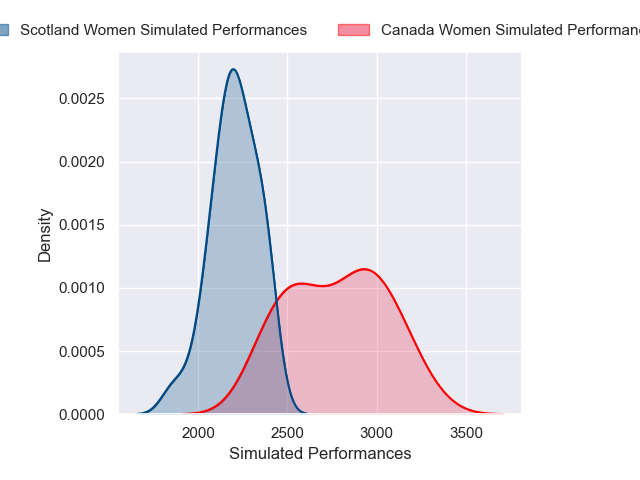 Scotland Women Simulated Performances
Canada Women Simulated
0.0025
0.0020
0.0015
0.0010
0.0005
0.0000
Density
2000 2500 3000 3500
Simulated Performances